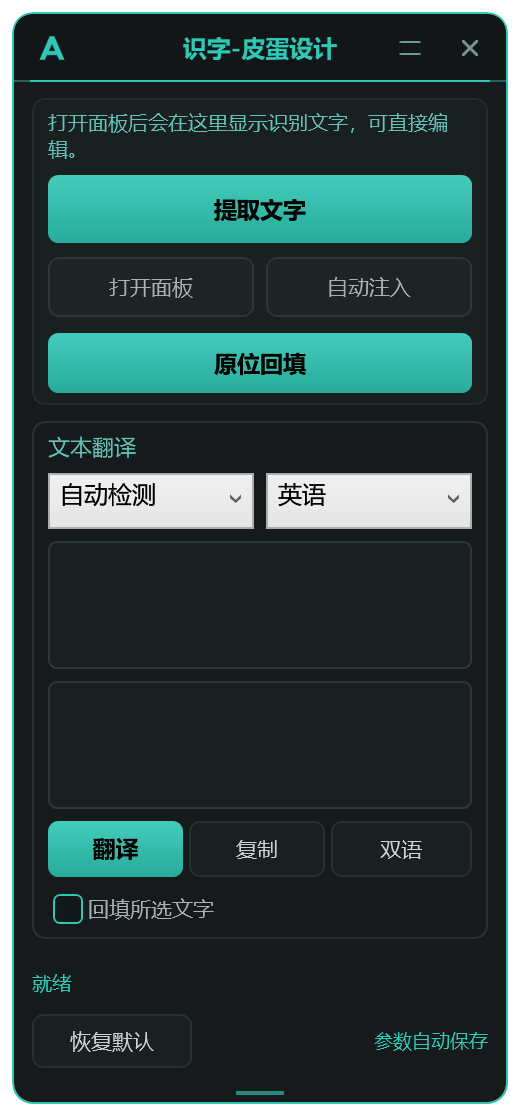 A
识字-皮蛋设计
打开面板后会在这里显示识别文字，可直接编
辑。
提取文字
打开面板
自动注入
原位回填
文本翻译
自动检测
英语
翻译
复制
双语
回填所选文字
就绪
恢复默认
参数自动保存